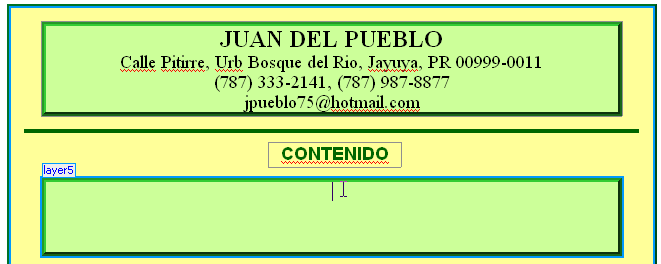 JUAN DEL PUEBLO
Calle Pitirre, Urb Bosque del Rio, Jayuya, PR 00999-0011
(787) 333-2141, (787) 987-8877
jpueblo75@hotmail.com
CONTENIDO
layer5